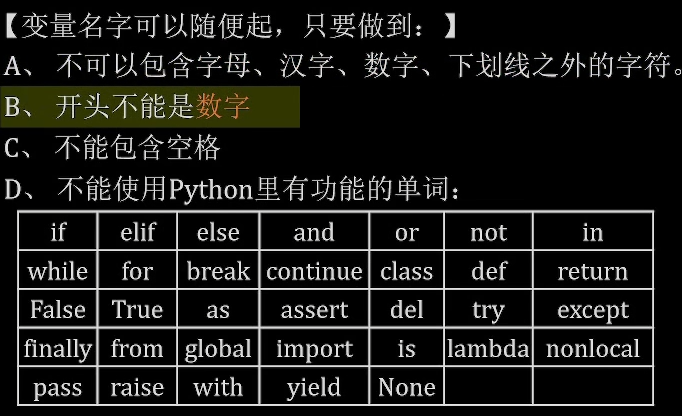 【变量名字可以随便起，只要做到：】
A、 不可以包含字母、汉字、数字、下划线之外的字符。
B、 开头不能是数字
C、 不能包含空格
D、 不能使用Python里有功能的单词：
if elif else and or not in
while for break continue class def return
False True as assert del try except
finally from global import is lambda nonlocal
pass raise with yield None